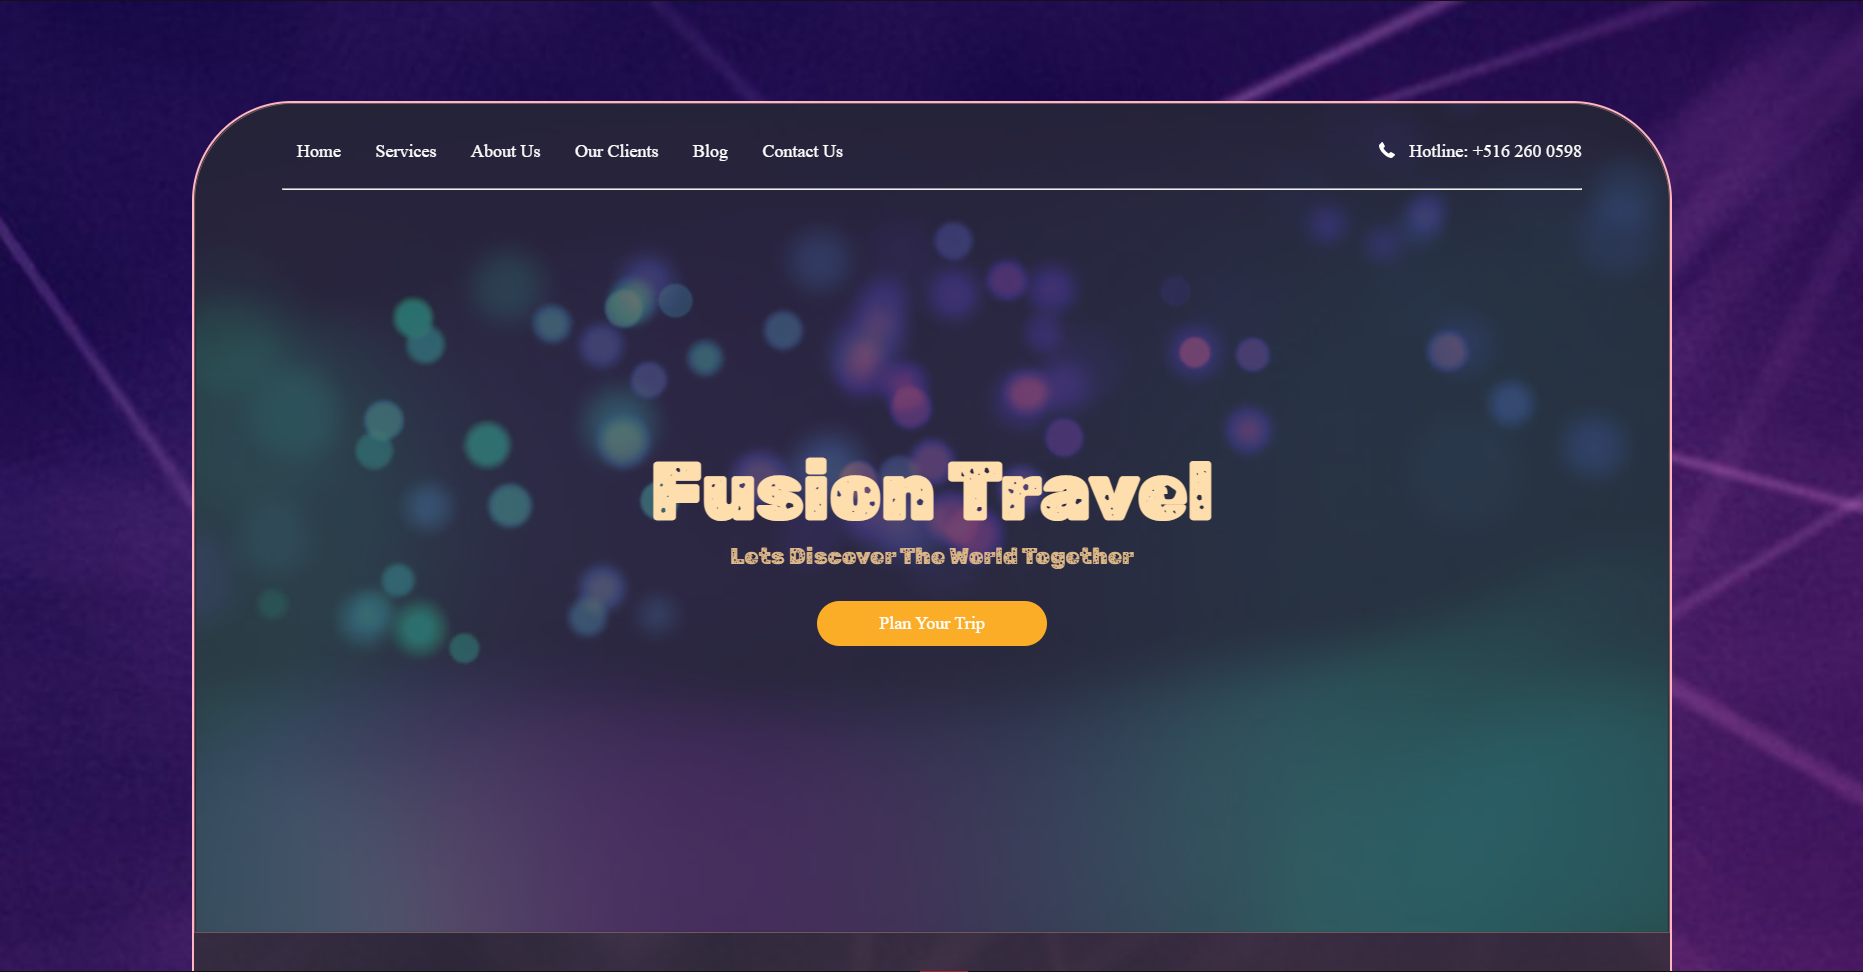 Home Services About Us Our Clients Blog Contact Us Hotline: +516 260 0598
Fusion Travel
Lets Discover The World Together
Plan Your Trip